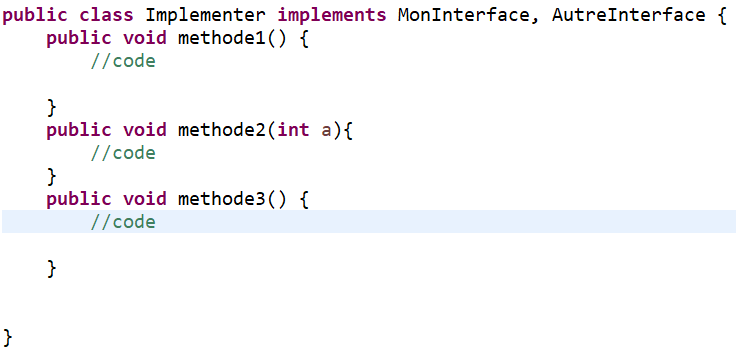 public class Implementer implements MonInterface, AutreInterface {
    public void methode1() {
        //code

    }
    public void methode2(int a){
        //code
    }
    public void methode3() {
        //code

    }


}